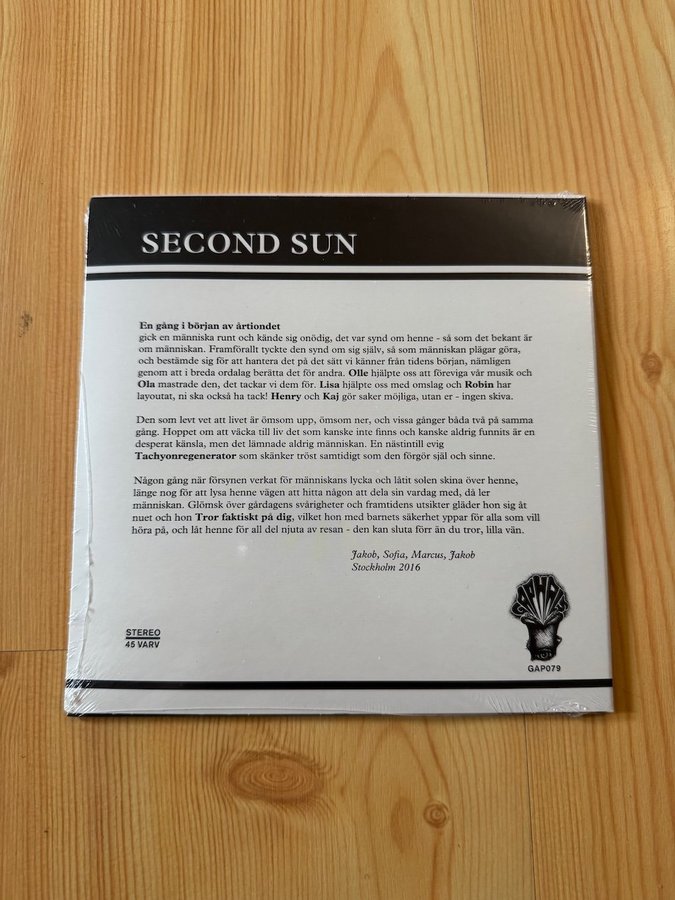 SECOND SUN
En gång i början av årtiondet
gick en människa runt och kände sig onödig, det var synd om henne - så som det bekant är
om människan. Framförallt tyckte den synd om sig själv, så som människan plägar göra,
och bestämde sig för att hantera det på det sätt vi känner från tidens början, nämligen
genom att i breda ordalag berätta det för andra. Olle hjälpte oss att föreviga vår musik och
Ola mastrade den, det tackar vi dem för. Lisa hjälpte oss med omslag och Robin har
layoutat, ni ska också ha tack! Henry och Kaj gör saker möjliga, utan er - ingen skiva.
Den som levt vet att livet är ömsom upp, ömsom ner, och vissa gånger båda två på samma
gång. Hoppet om att väcka till liv det som kanske inte finns och kanske aldrig funnits är en
desperat känsla, men det lämnade aldrig människan. En nästintill evig
Tachyonregenerator som skänker tröst samtidigt som den förgör själ och sinne.
Någon gång när försynen verkat för människans lycka och låtit solen skina över henne,
länge nog för att lysa henne vägen att hitta någon att dela sin vardag med, då ler
människan. Glömsk över gårdagens svårigheter och framtidens utsikter gläder hon sig åt
nuet och hon Tror faktiskt på dig, vilket hon med barnets säkerhet yppar för alla som vill
höra på, och låt henne för all del njuta av resan - den kan sluta förr än du tror, lilla vän.
Jakob, Sofia, Marcus, Jakob
Stockholm 2016
STEREO
45 VARV
GAPHALS
GAP079